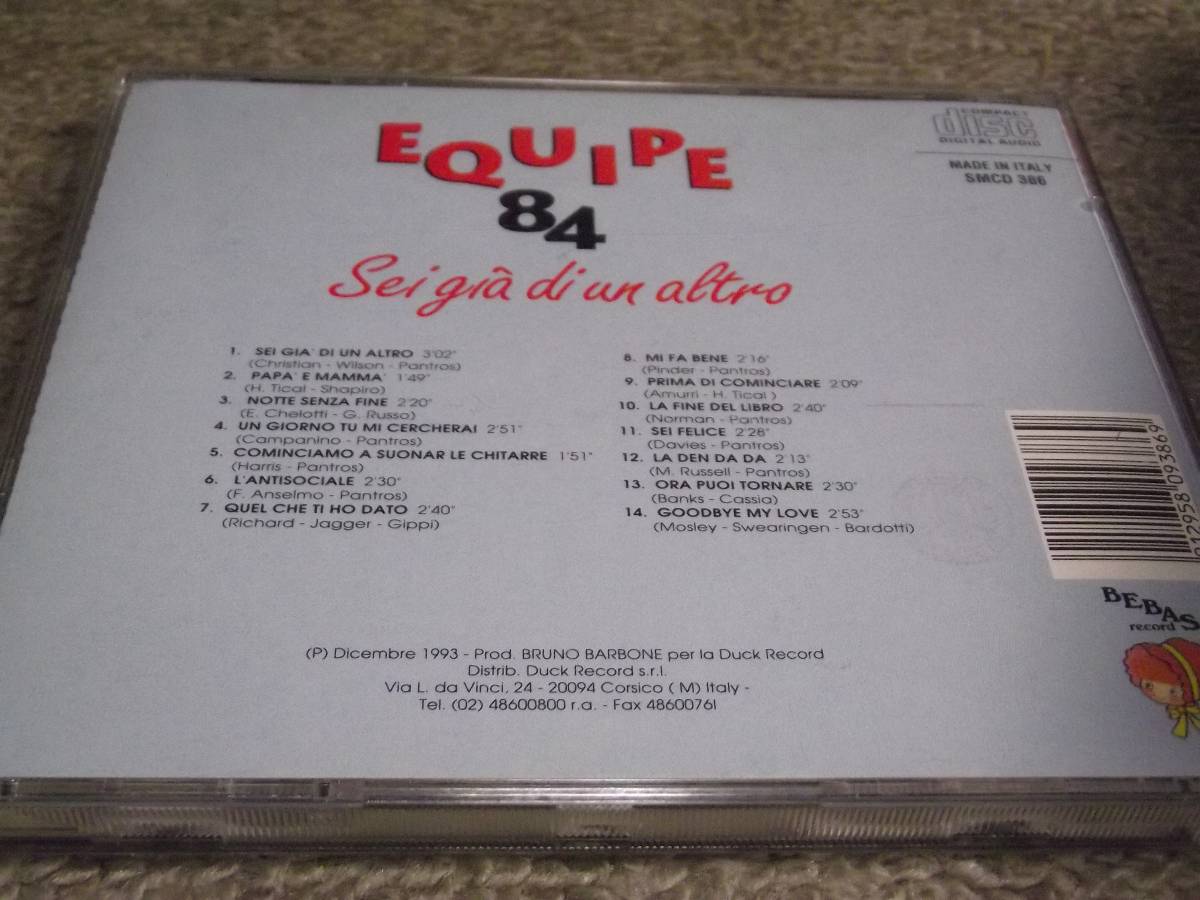 EQUIPE
84
Sei già di un altro
COMPACT
disc
DIGITAL AUDIO
MADE IN ITALY
SMCD 386
1. SEI GIA' DI UN ALTRO 3'02"
(Christian - Wilson - Pantros)
2. PAPA' E MAMMA' 1'49"
(H. Tical - Shapiro)
3. NOTTE SENZA FINE 2'20"
(E. Chelotti - G. Russo)
4. UN GIORNO TU MI CERCHERAI 2'51"
(Campanino - Pantros)
5. COMINCIAMO A SUONAR LE CHITARRE 1'51"
(Harris - Pantros)
6. L'ANTISOCIALE 2'30"
(F. Anselmo - Pantros)
7. QUEL CHE TI HO DATO 2'40"
(Richard - Jagger - Gippi)
8. MI FA BENE 2'16"
(Pinder - Pantros)
9. PRIMA DI COMINCIARE 2'09"
(Amurri - H. Tical )
10. LA FINE DEL LIBRO 2'40"
(Norman - Pantros)
11. SEI FELICE 2'28"
(Davies - Pantros)
12. LA DEN DA DA 2'13"
(M. Russell - Pantros)
13. ORA PUOI TORNARE 2'30"
(Banks - Cassia)
14. GOODBYE MY LOVE 2'53"
(Mosley - Swearingen - Bardotti)
012958 093869
BEBAS
record
(P) Dicembre 1993 - Prod. BRUNO BARBONE per la Duck Record
Distrib. Duck Record s.r.l.
Via L. da Vinci, 24 - 20094 Corsico ( M) Italy -
Tel. (02) 48600800 r.a. - Fax 48600761